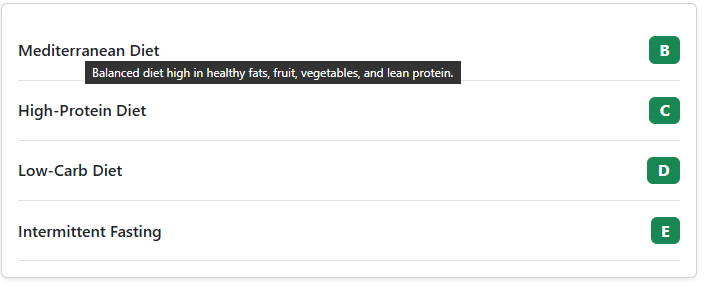 Mediterranean Diet B
Balanced diet high in healthy fats, fruit, vegetables, and lean protein.
High-Protein Diet C
Low-Carb Diet D
Intermittent Fasting E